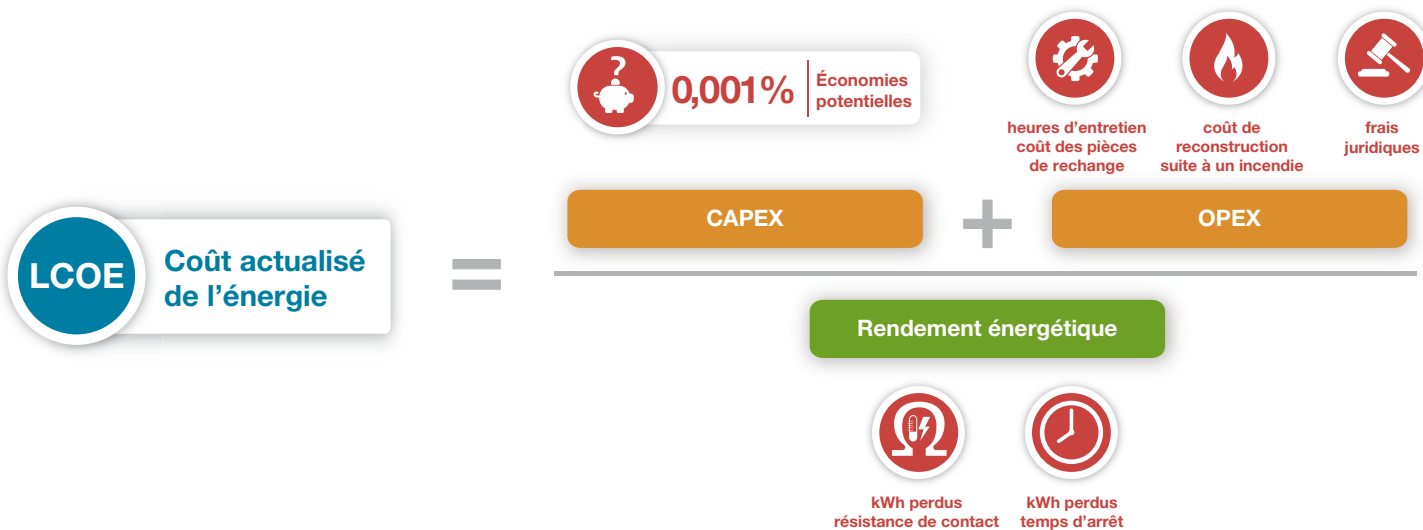 ?
0,001%
Économies
potentielles
heures d’entretien
coût des pièces
de rechange
coût de
reconstruction
suite à un incendie
frais
juridiques
CAPEX
+
OPEX
LCOE
Coût actualisé
de l’énergie
=
Rendement énergétique
Ω
kWh perdus
résistance de contact
kWh perdus
temps d’arrêt